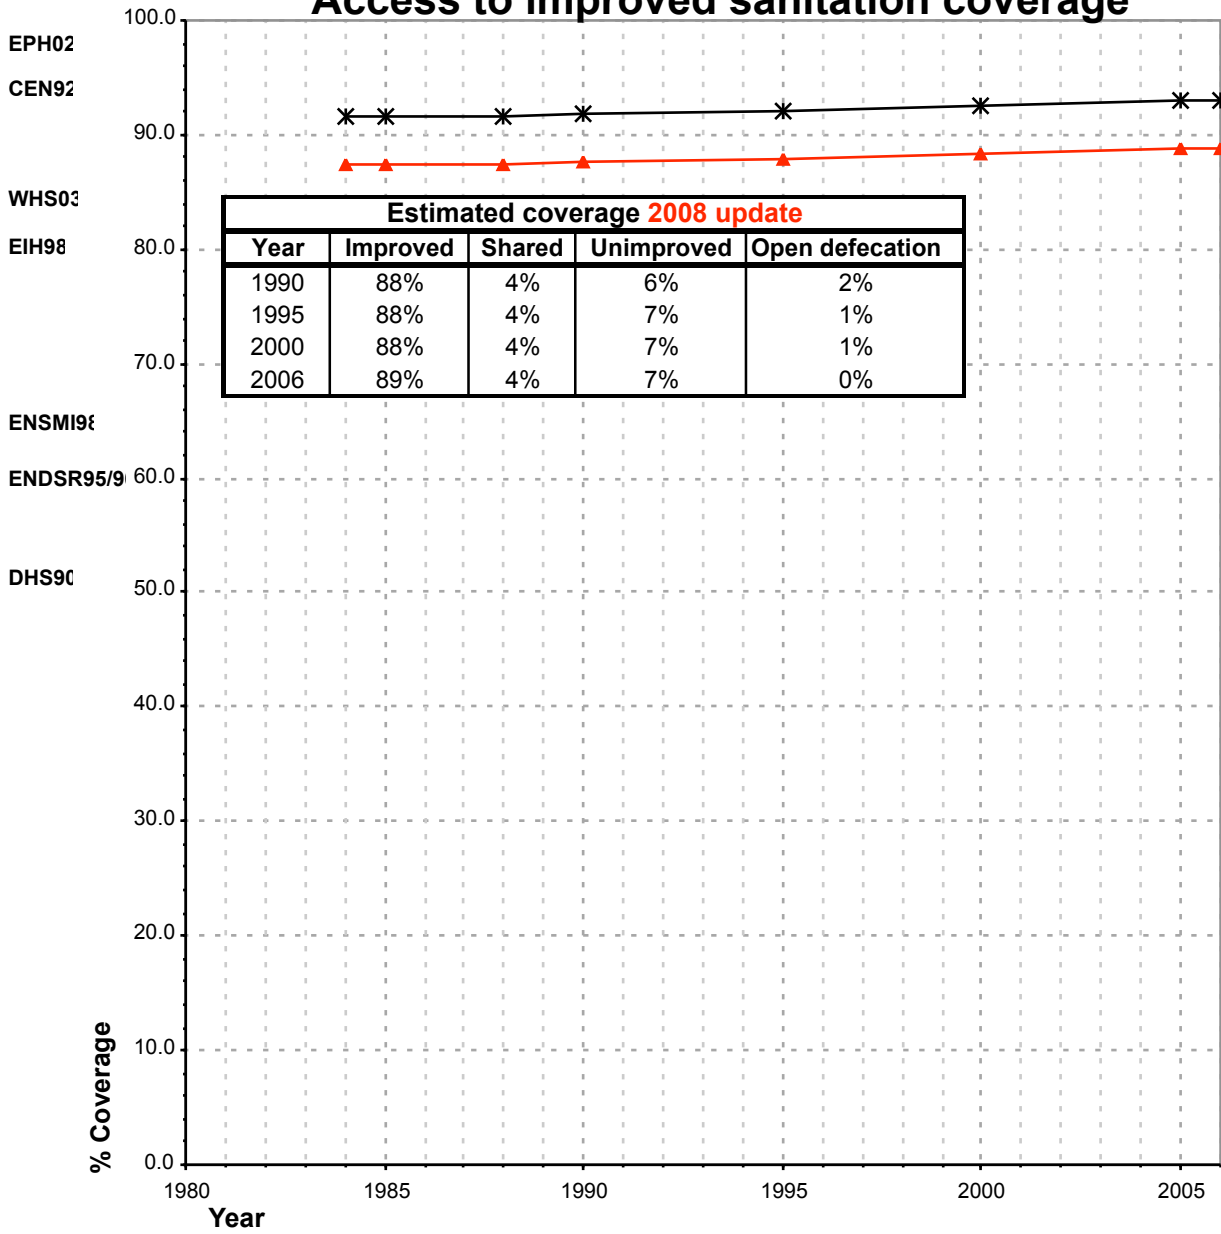 Access to improved sanitation coverage
100.0
EPH02
CEN92
90.0
WHS03
EIH98
80.0
Estimated coverage 2008 update
Year Improved Shared Unimproved Open defecation
1990 88% 4% 6% 2%
1995 88% 4% 7% 1%
2000 88% 4% 7% 1%
2006 89% 4% 7% 0%
70.0
ENSMI98
ENDSR95/9
60.0
DHS90
50.0
40.0
30.0
20.0
10.0
0.0
% Coverage
1980 1985 1990 1995 2000 2005
Year